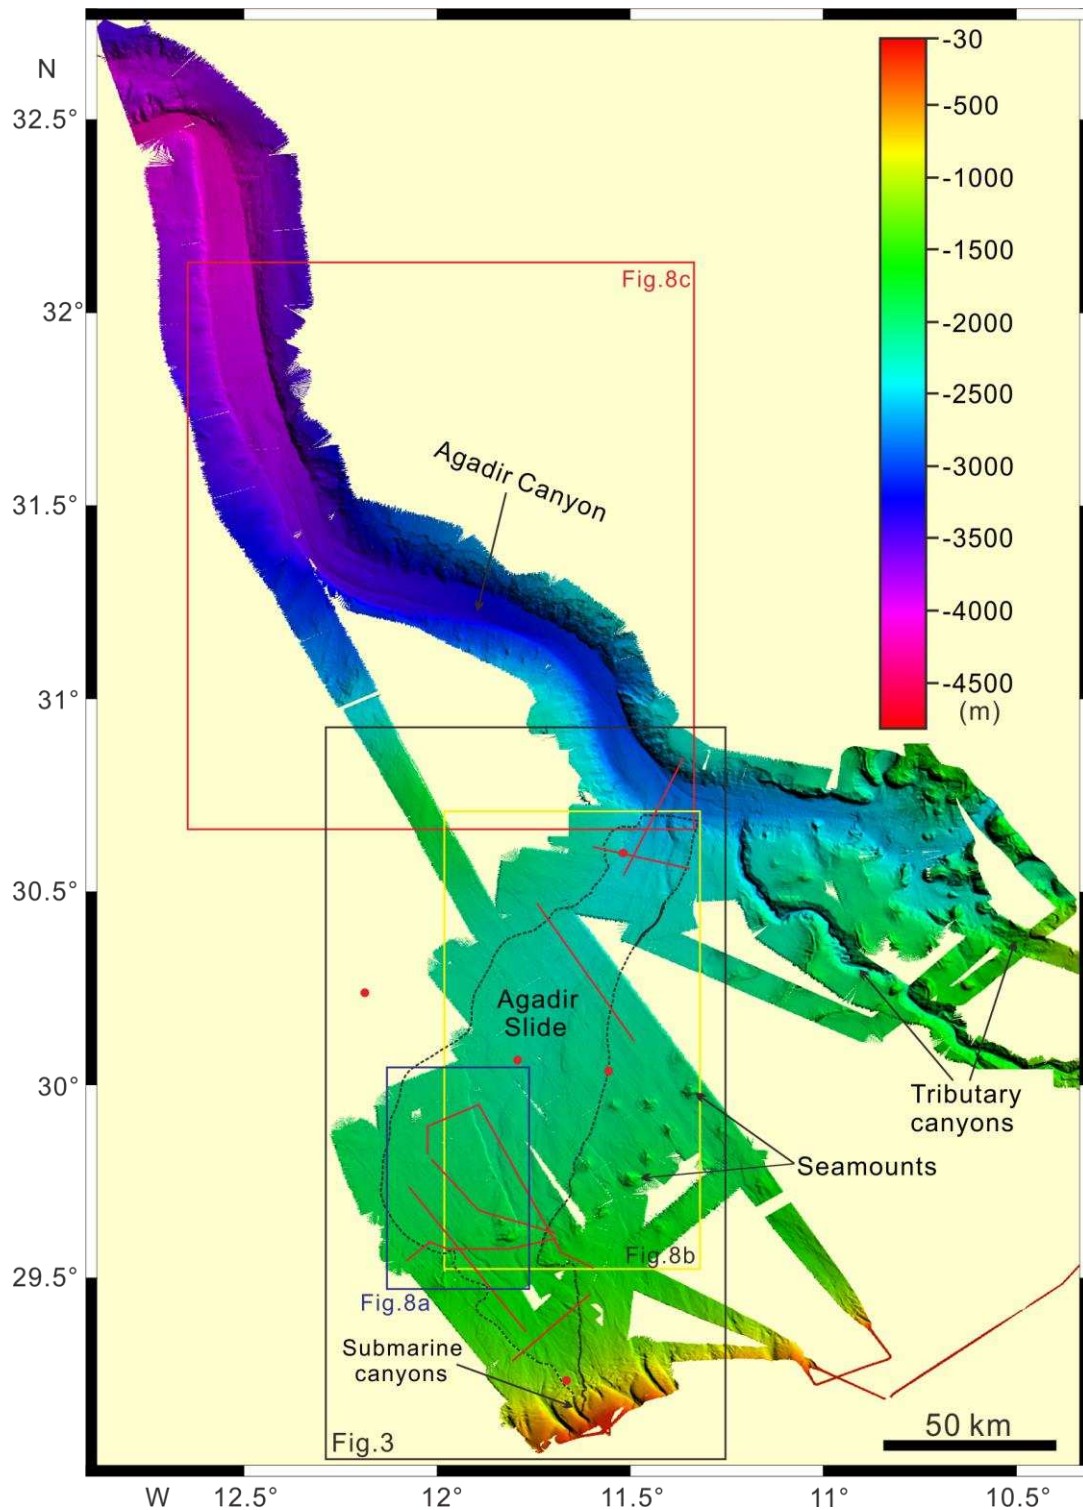 N
32.5°
32°
31.5°
31°
30.5°
30°
29.5°
-30
-500
-1000
-1500
-2000
-2500
-3000
-3500
-4000
-4500
(m)
Fig.8c
Agadir Canyon
Agadir
Slide
Tributary
canyons
Seamounts
Fig.8b
Fig.8a
Submarine
canyons
Fig.3
50 km
W
12.5°
12°
11.5°
11°
10.5°